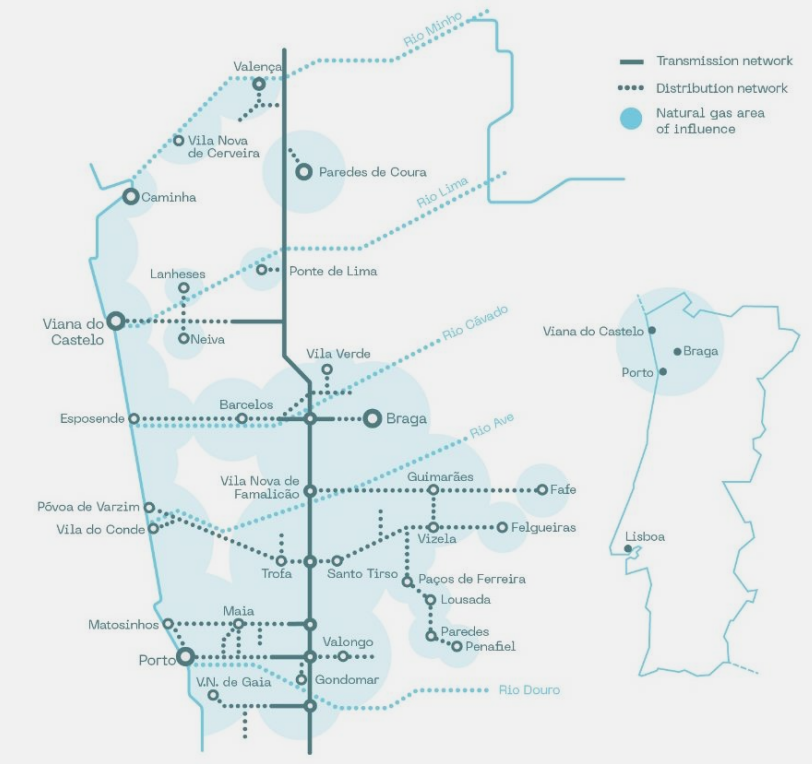 Rio Minho
Valença
Transmission network
Distribution network
Natural gas area
of influence
Vila Nova
de Cerveira
Paredes de Coura
Caminha
Rio Lima
Lanheses
Ponte de Lima
Viana do
Castelo
Neiva
Rio Cãvado
Vila Verde
Viana do Castelo
Braga
Porto
Esposende
Barcelos
Braga
Rio Ave
Vila Nova de
Famalicão
Guimarães
Fafe
Põvoa de Varzim
Vila do Conde
Vizela
Felgueiras
Lisboa
Trofa
Santo Tirso
Paços de Ferreira
Lousada
Matosinhos
Maia
Paredes
Penafiel
Valongo
Porto
V.N. de Gaia
Gondomar
Rio Douro